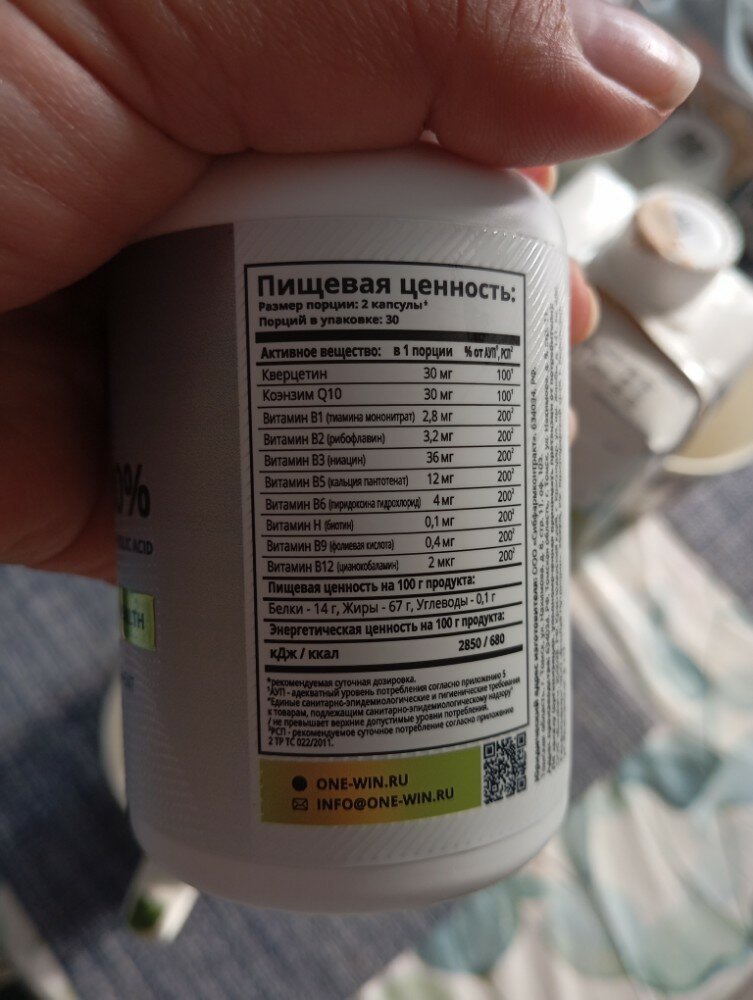 Пищевая ценность:
Размер порции: 2 капсулы*
Порций в упаковке: 30
Активное вещество: в 1 порции % от АУП¹, РСП²
Кверцетин 30 мг 100¹
Коэнзим Q10 30 мг 100¹
Витамин B1 (тиамина мононитрат) 2,8 мг 200²
Витамин B2 (рибофлавин) 3,2 мг 200²
Витамин B3 (ниацин) 36 мг 200²
Витамин B5 (кальция пантотенат) 12 мг 200²
Витамин B6 (пиридоксина гидрохлорид) 4 мг 200²
Витамин H (биотин) 0,1 мг 200²
Витамин B9 (фолиевая кислота) 0,4 мг 200²
Витамин B12 (цианокобаламин) 2 мкг 200²
Пищевая ценность на 100 г продукта:
Белки - 14 г, Жиры - 67 г, Углеводы - 0,1 г
Энергетическая ценность на 100 г продукта:
кДж / ккал 2850 / 680
*рекомендуемая суточная дозировка.
¹АУП - адекватный уровень потребления согласно приложению 5
"Единые санитарно-эпидемиологические и гигиенические требования
к товарам, подлежащим санитарно-эпидемиологическому надзору"
/ не превышает верхние допустимые уровни потребления.
²РСП - рекомендуемое суточное потребление согласно приложению
2 ТР ТС 022/2011.
ONE-WIN.RU
INFO@ONE-WIN.RU
0%
LIC ACID
LTH